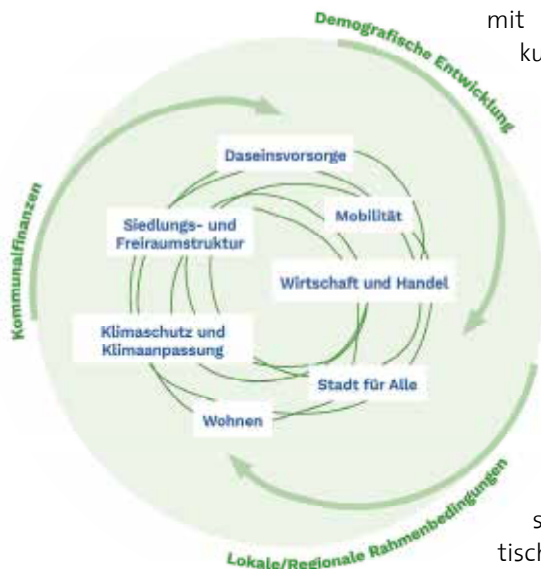 Demografische Entwicklung
mit
ku
Kommunalfinanzen
Daseinsvorsorge
Siedlungs- und
Freiraumstruktur
Mobilität
Wirtschaft und Handel
Klimaschutz und
Klimaanpassung
Stadt für Alle
Wohnen
Lokale/Regionale Rahmenbedingungen
s
tisch